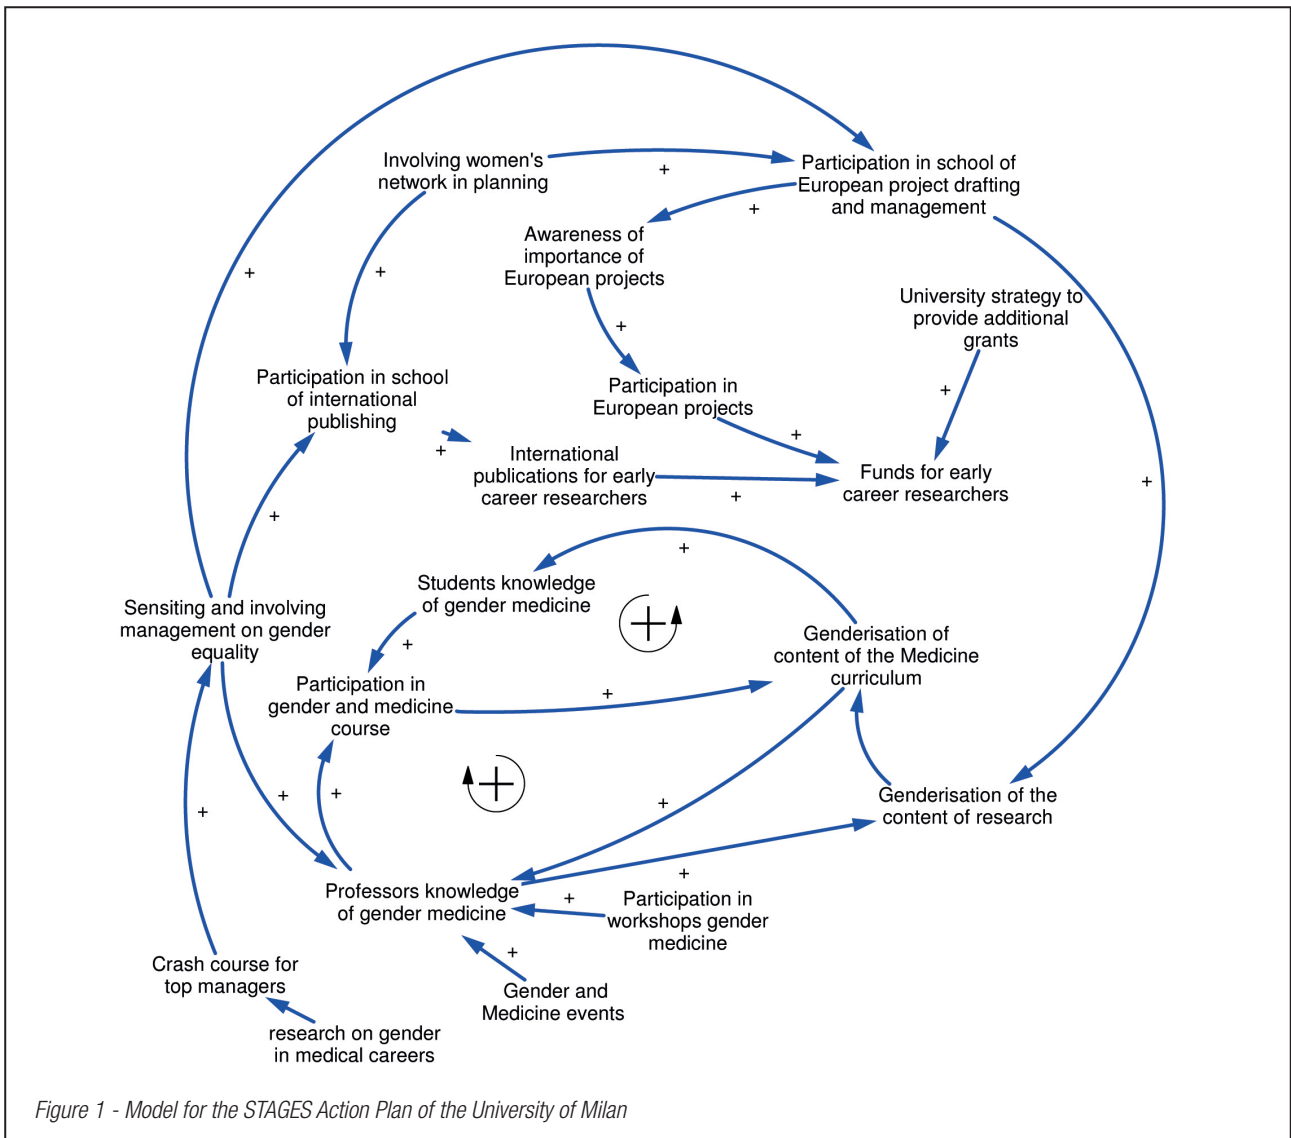 Involving women's
network in planning
+
Participation in school of
European project drafting
and management
+
Awareness of
importance of
European projects
+
+
+
University strategy to
provide additional
grants
Participation in school
of international
publishing
Participation in
European projects
+
+
+
International
publications for early
career researchers
+
Funds for early
career researchers
+
+
+
Students knowledge
of gender medicine
+
Sensiting and involving
management on gender
equality
+
Genderisation of
content of the Medicine
curriculum
Participation in
gender and medicine
course
+
+
+
+
+
Genderisation of the
content of research
+
Professors knowledge
of gender medicine
+
Participation in
workshops gender
medicine
+
Crash course for
top managers
Gender and
Medicine events
research on gender
in medical careers
Figure 1 - Model for the STAGES Action Plan of the University of Milan